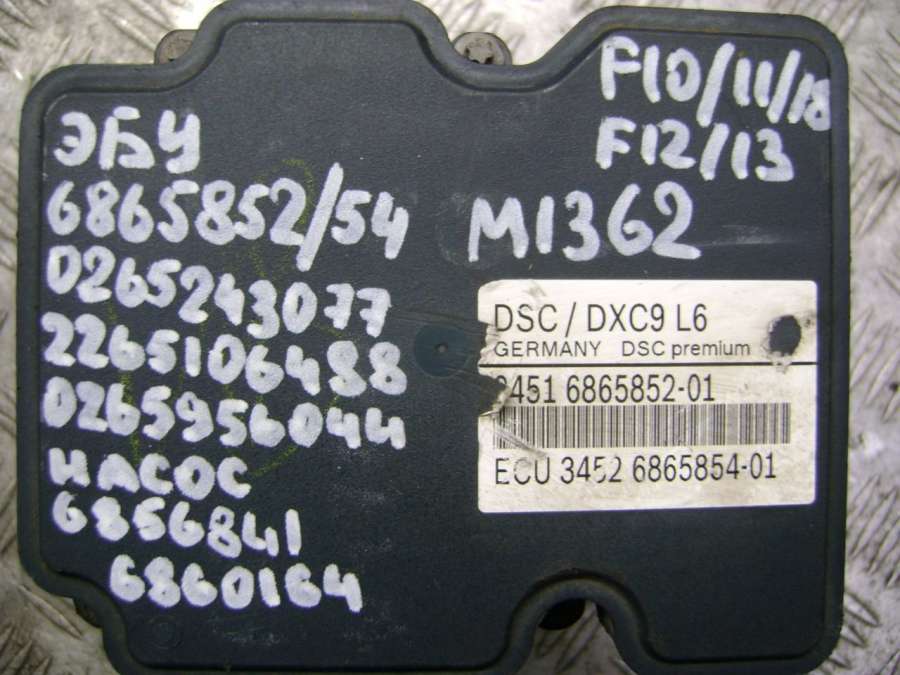 ЭБУ
6865852/54
0265243077
2265106488
0265956044
НАСОС
6856841
6860164
F10/11/18
F12/13
M1362
DSC / DXC9 L6
GERMANY DSC premium
3451 6865852-01
ECU 3452 6865854-01